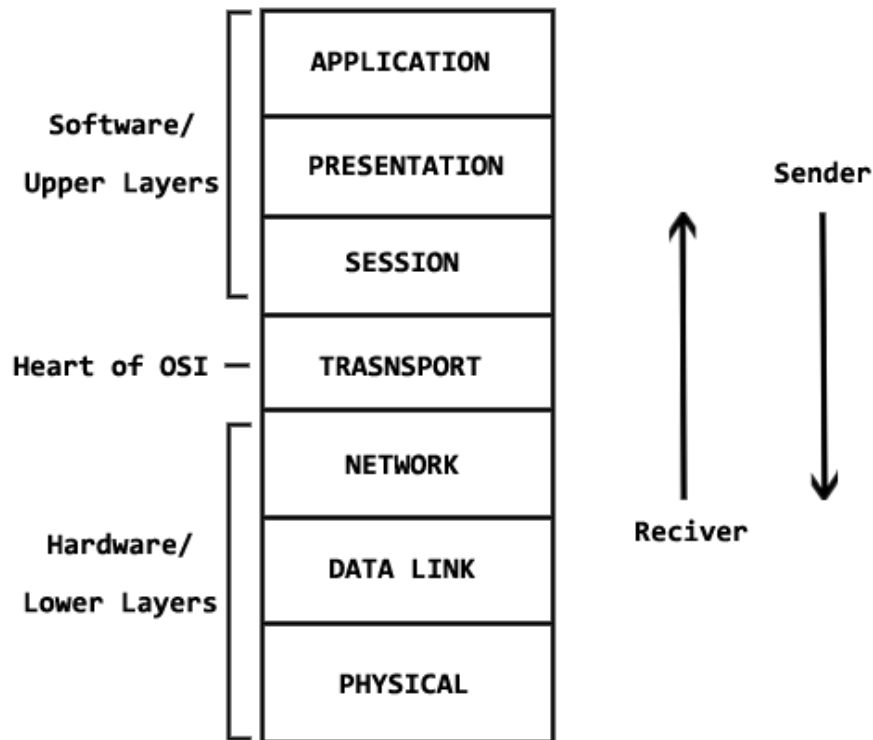 APPLICATION
Software/
Upper Layers
PRESENTATION
Sender
SESSION
Heart of OSI
TRASNSPORT
NETWORK
Reciver
Hardware/
Lower Layers
DATA LINK
PHYSICAL